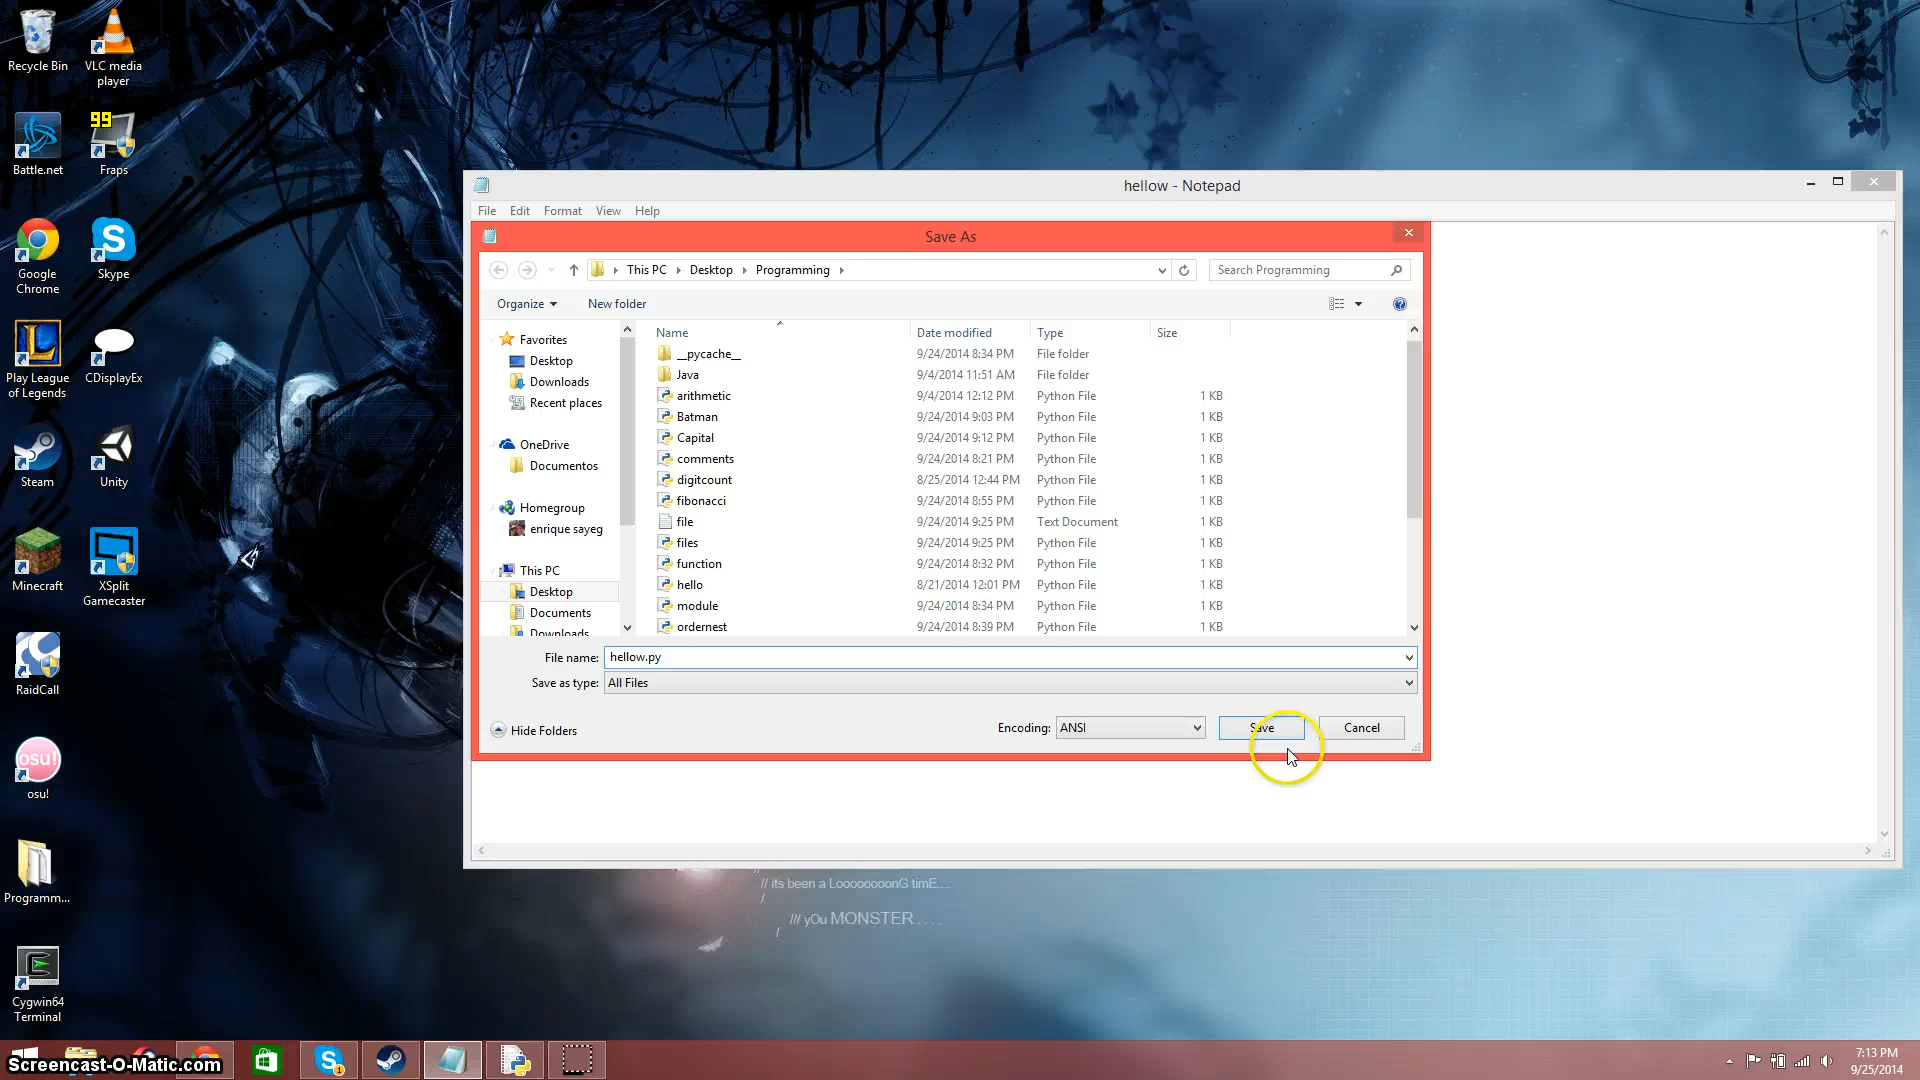 Recycle Bin
VLC media
player
Battle.net
99
Fraps
Google
Chrome
Skype
Play League
of Legends
CDisplayEx
Steam
Unity
Minecraft
XSplit
Gamecaster
RaidCall
osu!
osu!
Programm...
Cygwin64
Terminal
hellow - Notepad
File Edit Format View Help
Save As
This PC Desktop Programming
Search Programming
Organize New folder
Favorites
Desktop
Downloads
Recent places
OneDrive
Documentos
Homegroup
enrique sayeg
This PC
Desktop
Documents
Downloads
Name Date modified Type Size
__pycache__ 9/24/2014 8:34 PM File folder
Java 9/4/2014 11:51 AM File folder
arithmetic 9/4/2014 12:12 PM Python File 1 KB
Batman 9/24/2014 9:03 PM Python File 1 KB
Capital 9/24/2014 9:12 PM Python File 1 KB
comments 9/24/2014 8:21 PM Python File 1 KB
digitcount 8/25/2014 12:44 PM Python File 1 KB
fibonacci 9/24/2014 8:55 PM Python File 1 KB
file 9/24/2014 9:25 PM Text Document 1 KB
files 9/24/2014 9:25 PM Python File 1 KB
function 9/24/2014 8:32 PM Python File 1 KB
hello 8/21/2014 12:01 PM Python File 1 KB
module 9/24/2014 8:34 PM Python File 1 KB
ordernest 9/24/2014 8:39 PM Python File 1 KB
File name: hellow.py
Save as type: All Files
Hide Folders
Encoding: ANSI
Save
Cancel
// its been a LooooooonG timE....
/
/// yOu MONSTER . . . .
/
Screencast-O-Matic.com
7:13 PM
9/25/2014